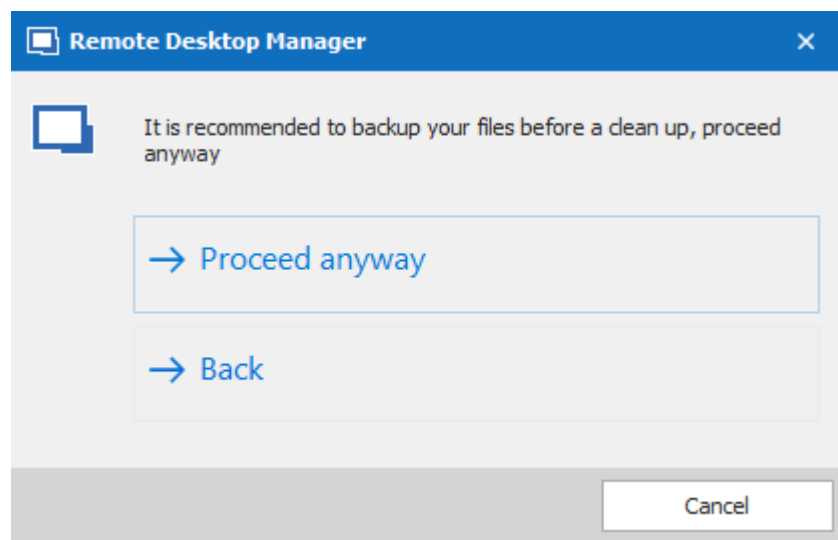 Remote Desktop Manager
It is recommended to backup your files before a clean up, proceed
anyway
Proceed anyway
Back
Cancel